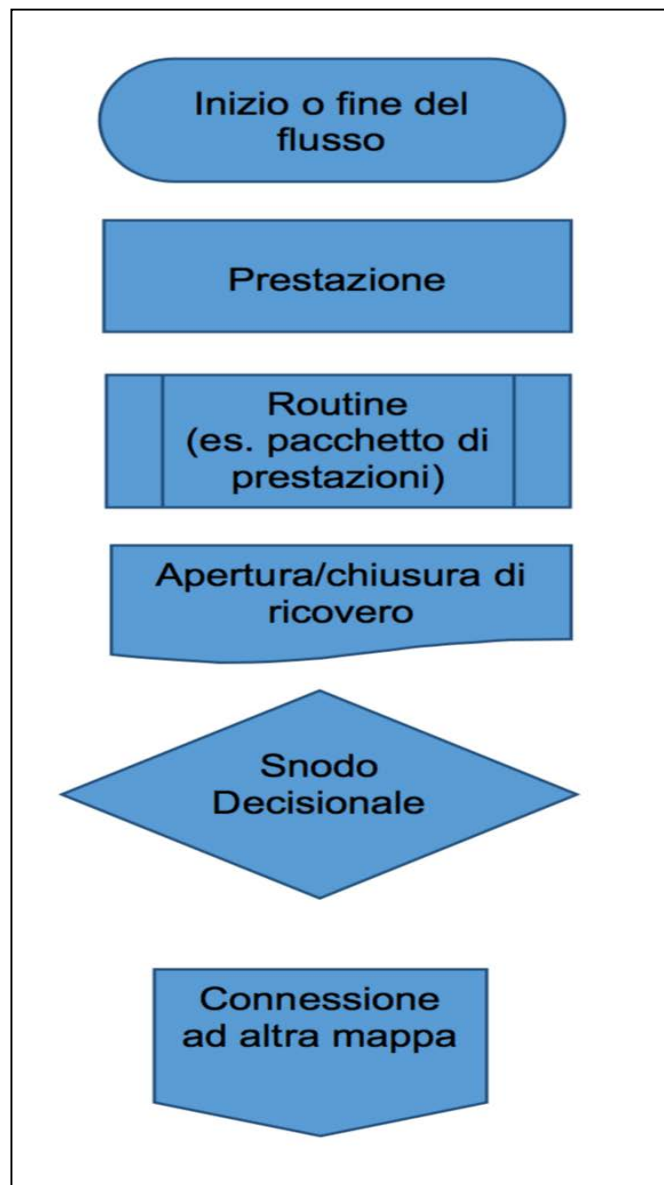 Inizio o fine del
flusso
Prestazione
Routine
(es. pacchetto di
prestazioni)
Apertura/chiusura di
ricovero
Snodo
Decisionale
Connessione
ad altra mappa